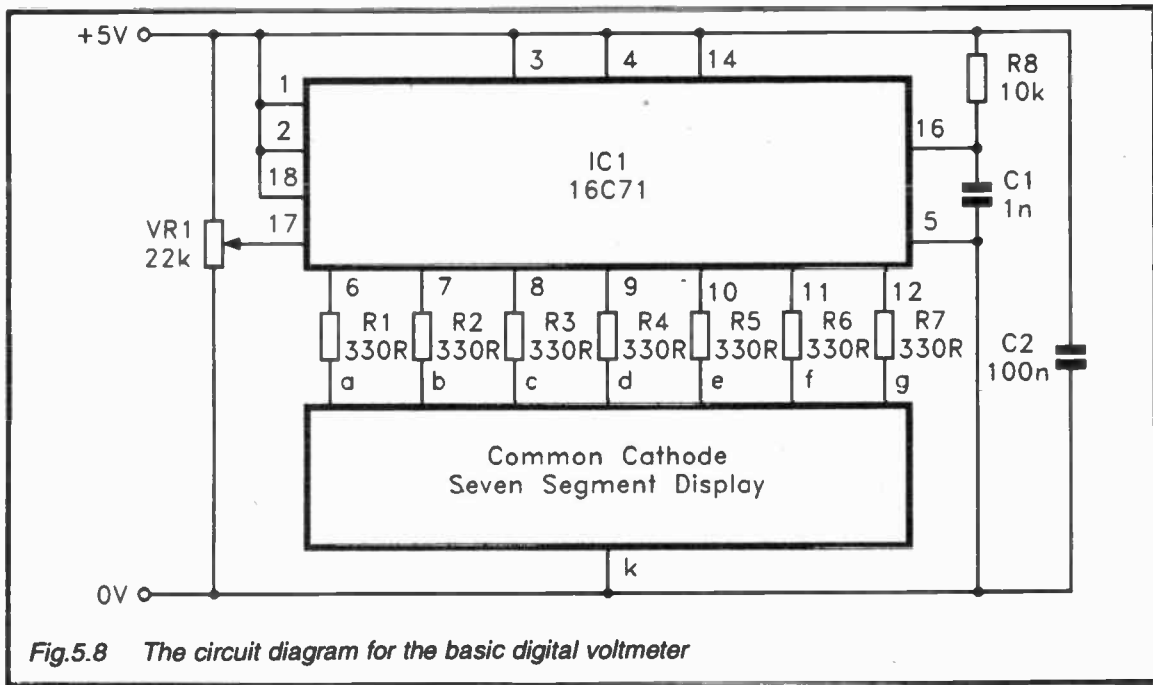 +5V
3 4 14
R8
10k
1
2
18
17
16
5
IC1
16C71
C1
1n
VR1
22k
6 7 8 9 10 11 12
R1 R2 R3 R4 R5 R6 R7
330R 330R 330R 330R 330R 330R 330R
a b c d e f g
C2
100n
Common Cathode
Seven Segment Display
k
0V
Fig.5.8 The circuit diagram for the basic digital voltmeter